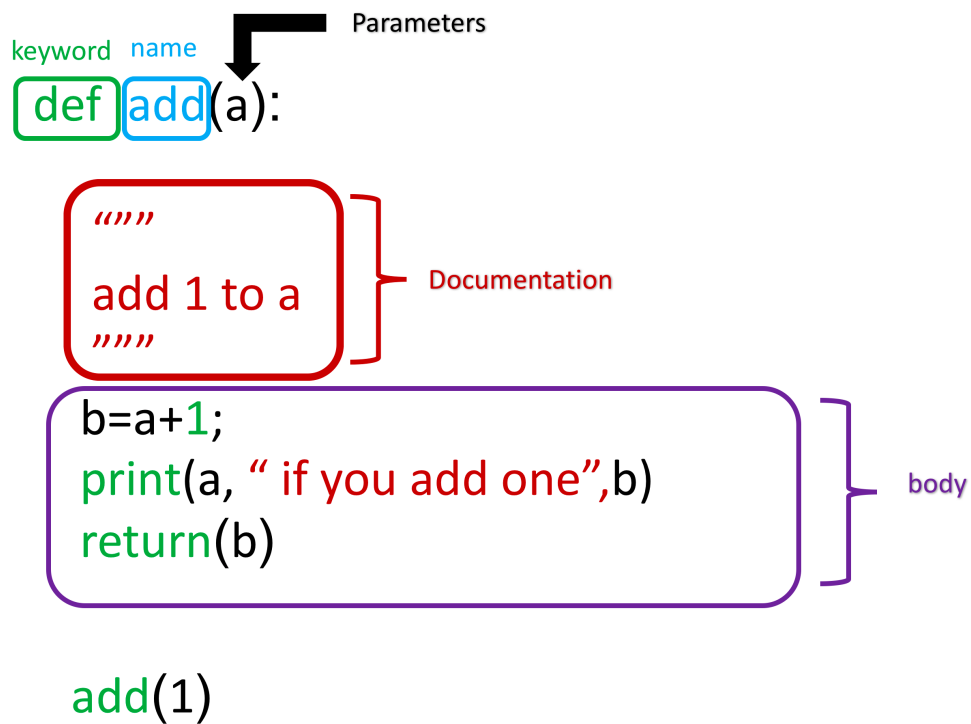 Parameters
keyword name
def add(a):
“””
add 1 to a
Documentation
”””
b=a+1;
print(a, “ if you add one”,b)
body
return(b)
add(1)